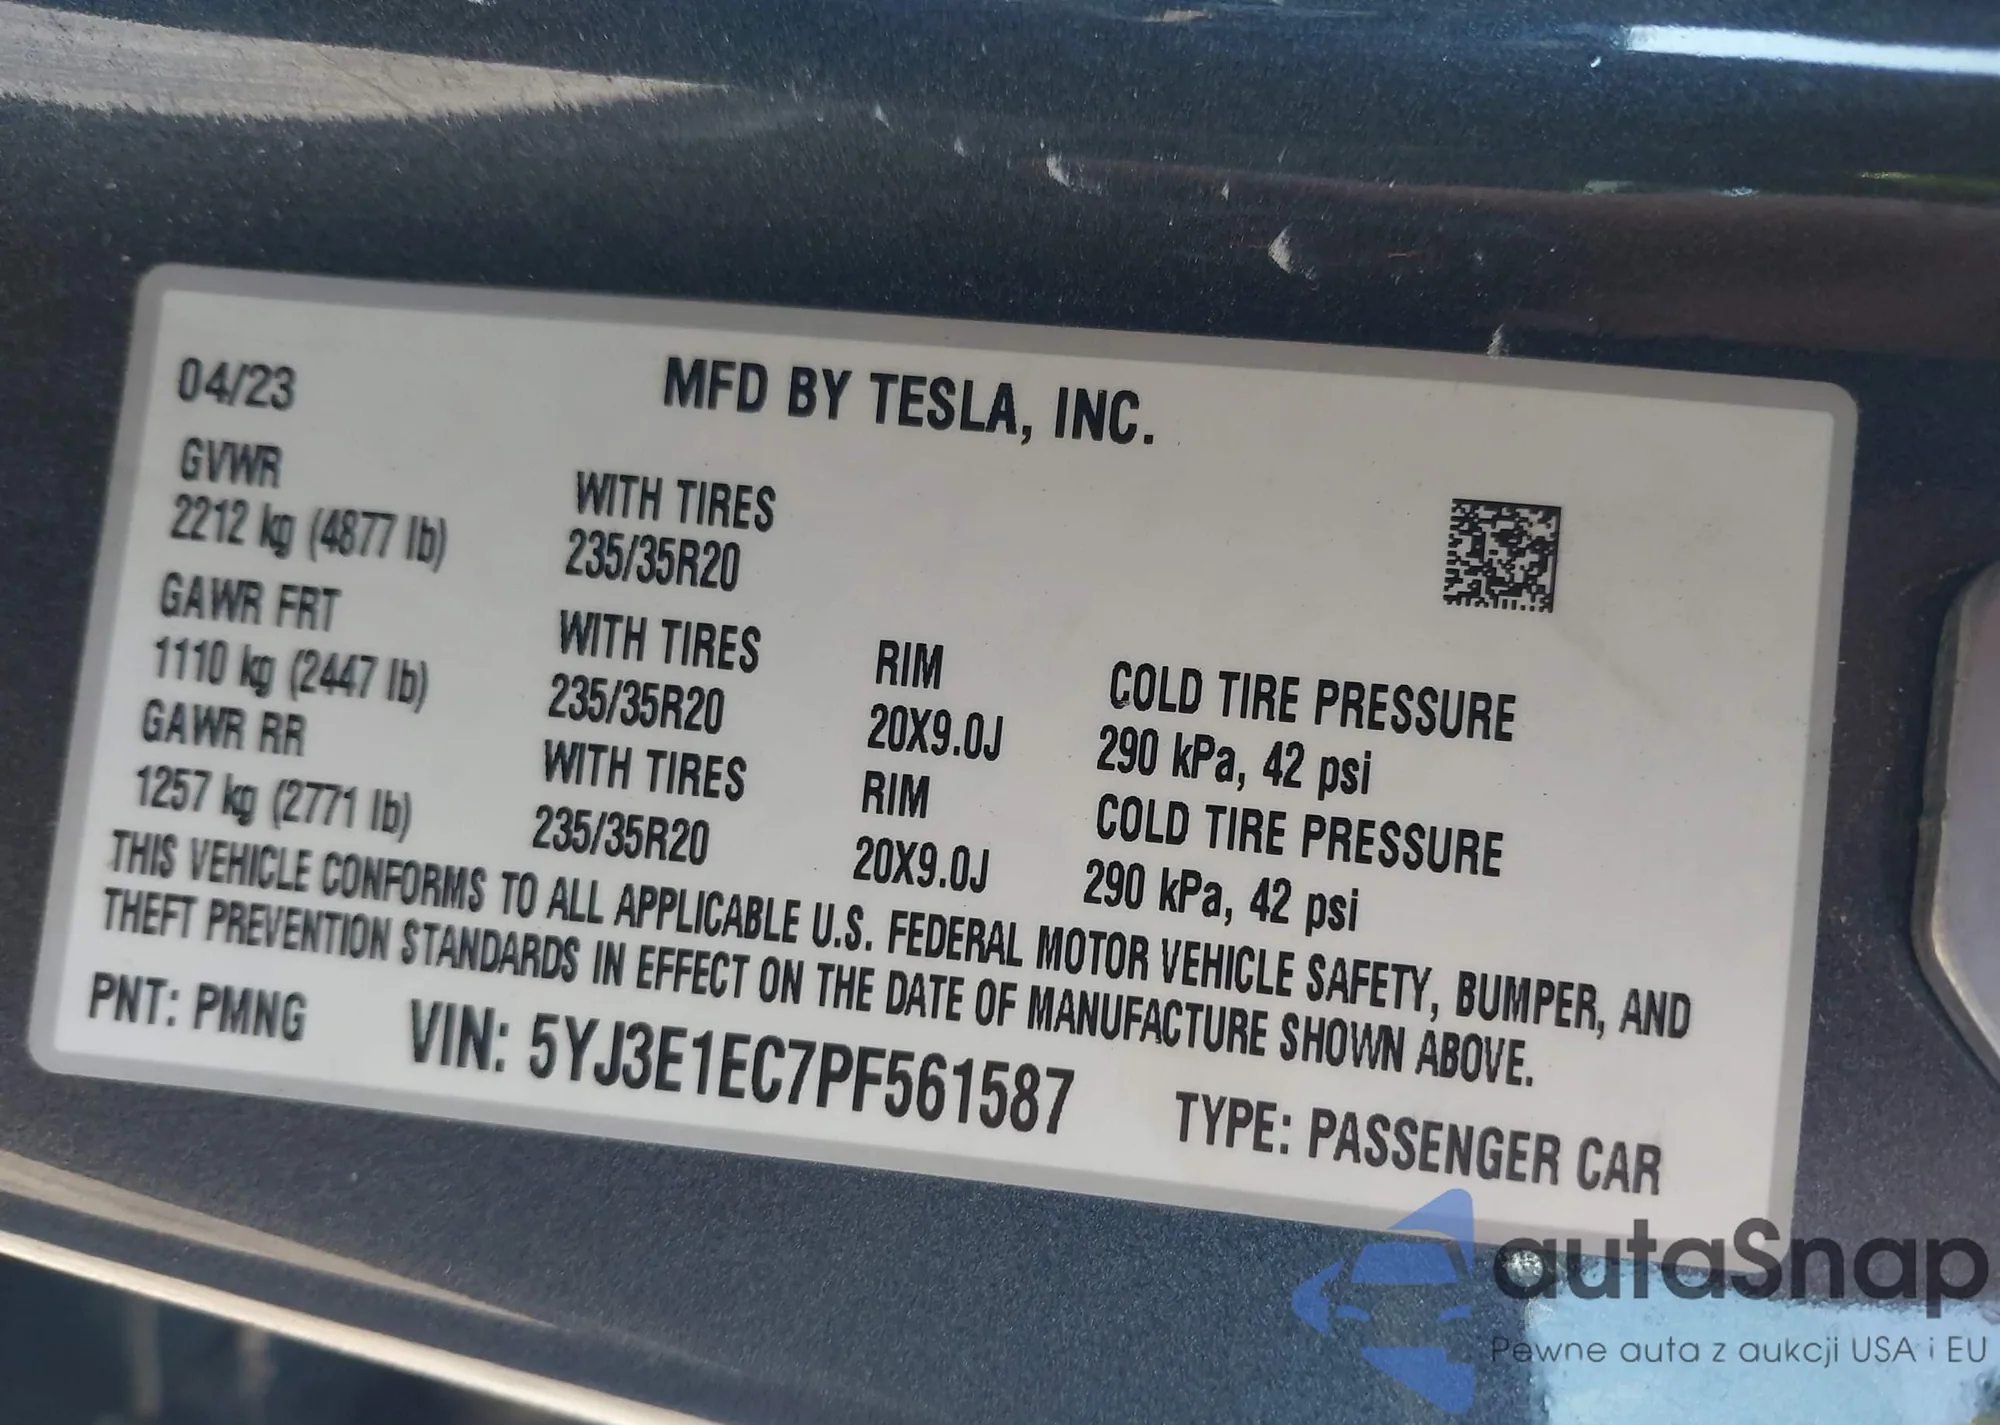 04/23 MFD BY TESLA, INC.
GVWR WITH TIRES
2212 kg (4877 lb) 235/35R20
GAWR FRT WITH TIRES RIM COLD TIRE PRESSURE
1110 kg (2447 lb) 235/35R20 20X9.0J 290 kPa, 42 psi
GAWR RR WITH TIRES RIM COLD TIRE PRESSURE
1257 kg (2771 lb) 235/35R20 20X9.0J 290 kPa, 42 psi
THIS VEHICLE CONFORMS TO ALL APPLICABLE U.S. FEDERAL MOTOR VEHICLE SAFETY, BUMPER, AND
THEFT PREVENTION STANDARDS IN EFFECT ON THE DATE OF MANUFACTURE SHOWN ABOVE.
PNT: PMNG VIN: 5YJ3E1EC7PF561587 TYPE: PASSENGER CAR
autaSnap
Pewne auta z aukcji USA i EU